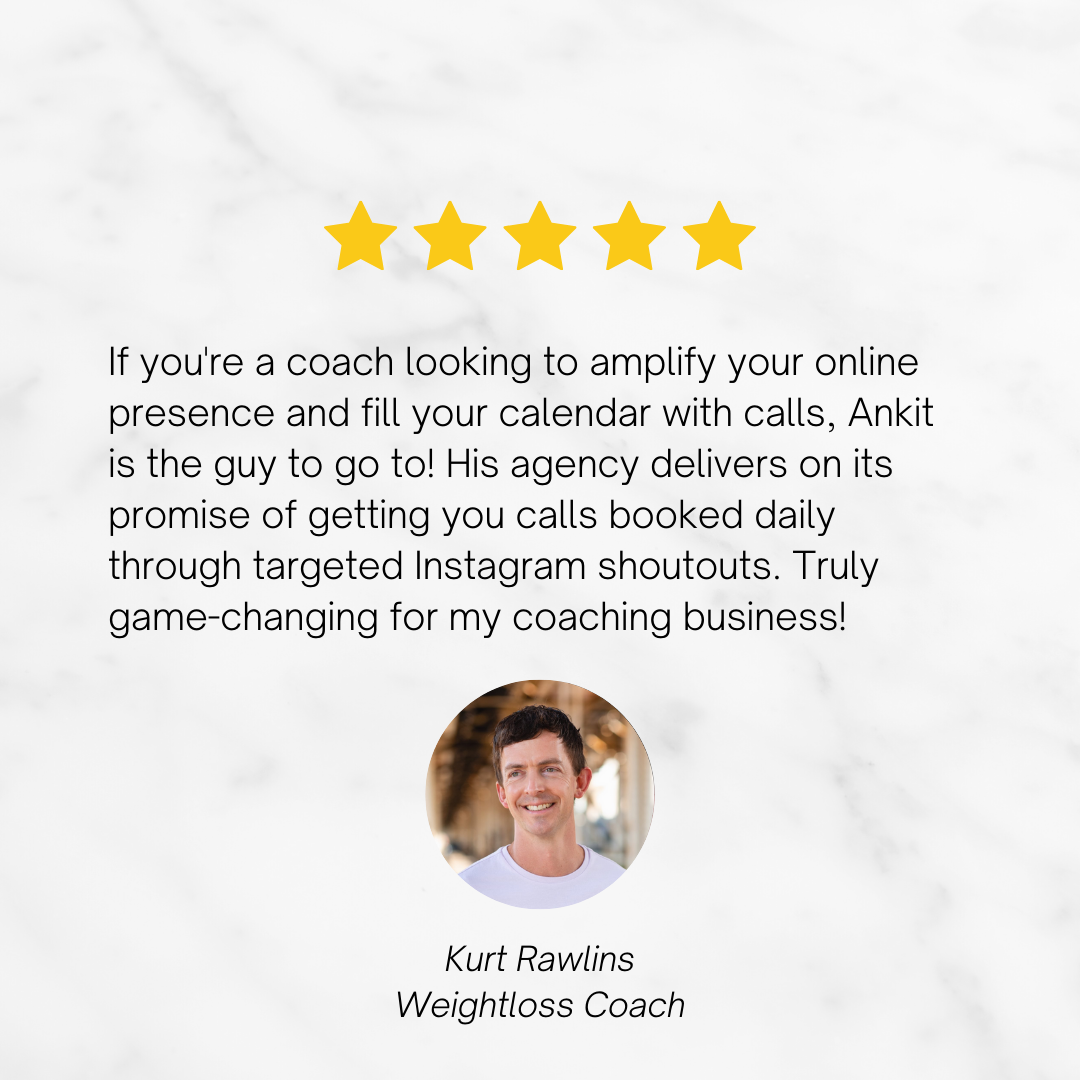 If you're a coach looking to amplify your online
presence and fill your calendar with calls, Ankit
is the guy to go to! His agency delivers on its
promise of getting you calls booked daily
through targeted Instagram shoutouts. Truly
game-changing for my coaching business!
Kurt Rawlins
Weightloss Coach